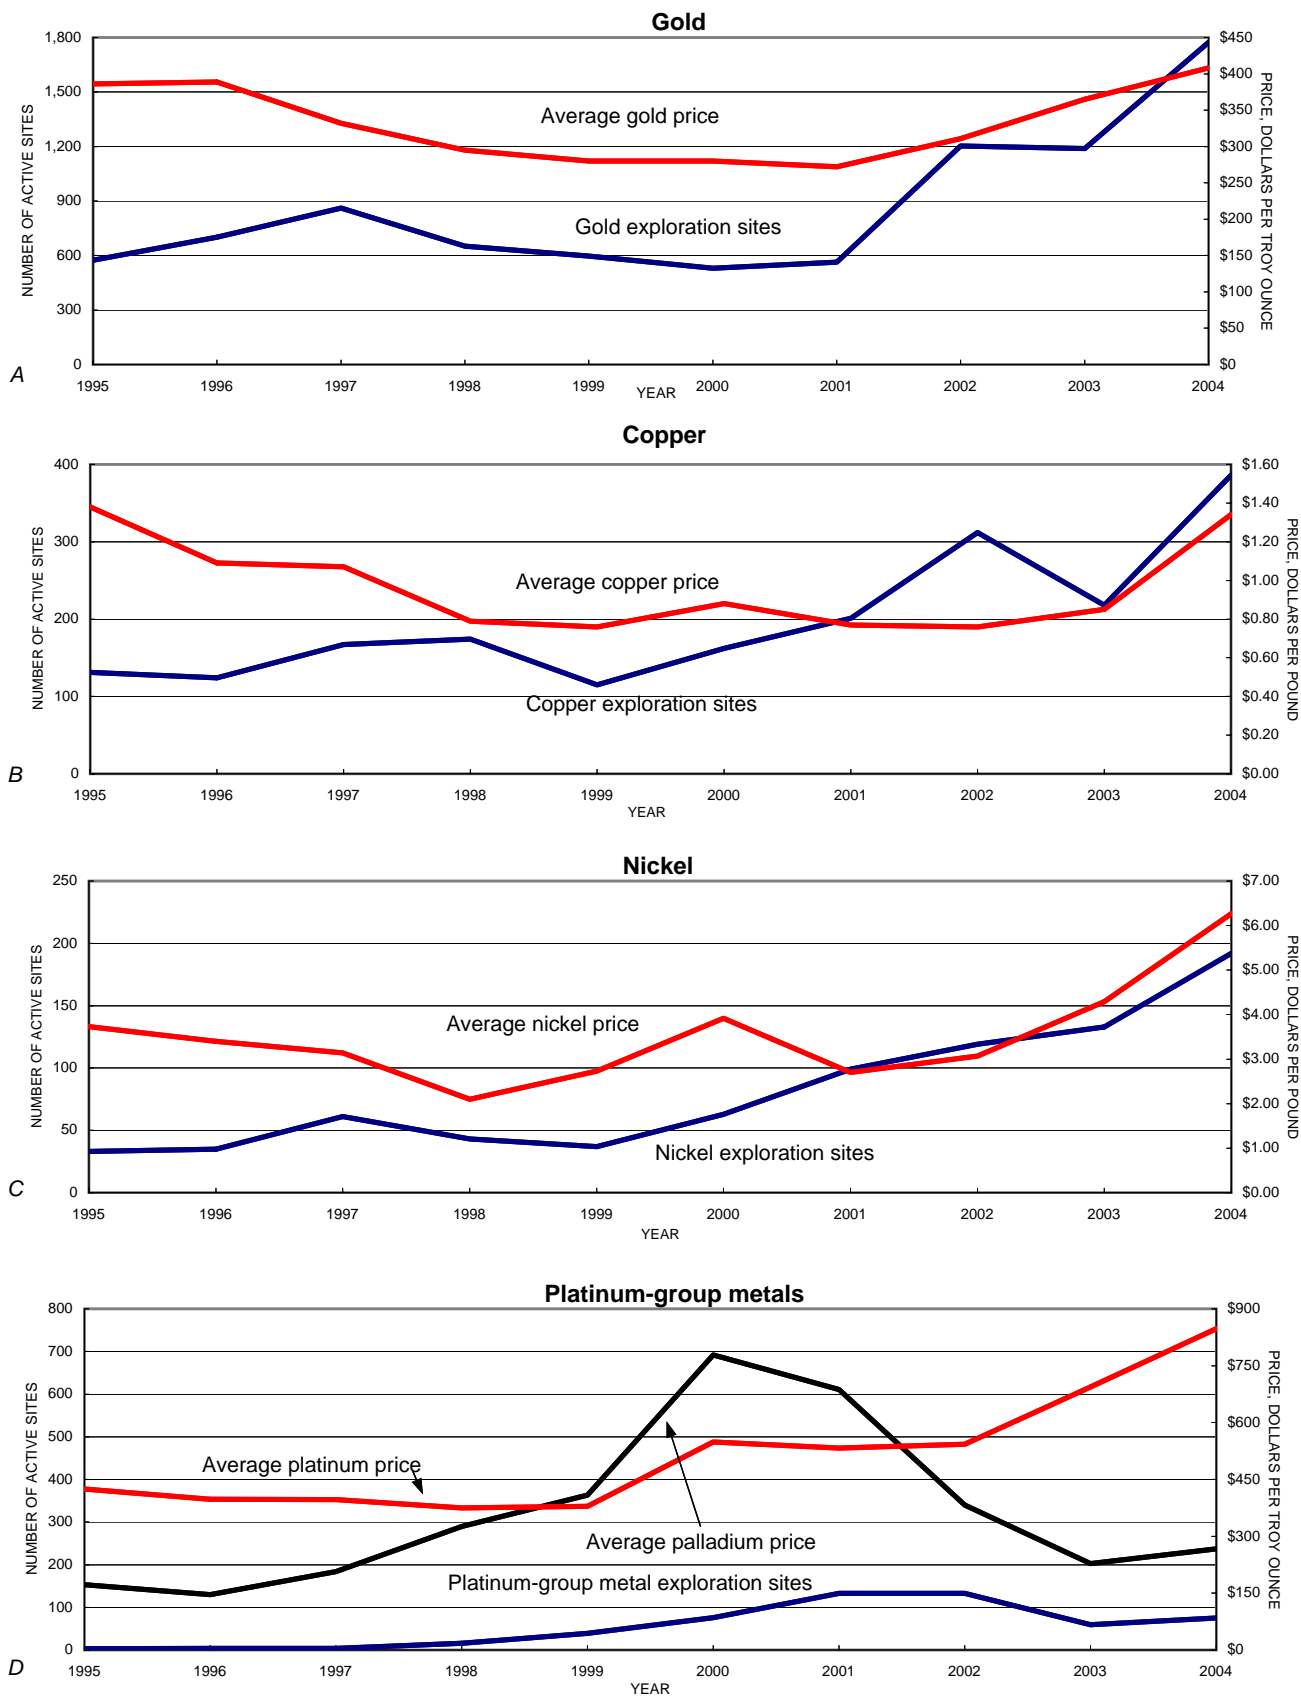 Gold
1,800
1,500
1,200
900
600
300
0
NUMBER OF ACTIVE SITES
Average gold price
Gold exploration sites
$450
$400
$350
$300
$250
$200
$150
$100
$50
$0
PRICE, DOLLARS PER TROY OUNCE
A
1995 1996 1997 1998 1999 2000 2001 2002 2003 2004
YEAR
Copper
400
300
200
100
0
NUMBER OF ACTIVE SITES
Average copper price
Copper exploration sites
$1.60
$1.40
$1.20
$1.00
$0.80
$0.60
$0.40
$0.20
$0.00
PRICE, DOLLARS PER POUND
B
1995 1996 1997 1998 1999 2000 2001 2002 2003 2004
YEAR
Nickel
250
200
150
100
50
0
NUMBER OF ACTIVE SITES
Average nickel price
Nickel exploration sites
$7.00
$6.00
$5.00
$4.00
$3.00
$2.00
$1.00
$0.00
PRICE, DOLLARS PER POUND
C
1995 1996 1997 1998 1999 2000 2001 2002 2003 2004
YEAR
Platinum-group metals
800
700
600
500
400
300
200
100
0
NUMBER OF ACTIVE SITES
Average platinum price
Average palladium price
Platinum-group metal exploration sites
$900
$750
$600
$450
$300
$150
$0
PRICE, DOLLARS PER TROY OUNCE
D
1995 1996 1997 1998 1999 2000 2001 2002 2003 2004
YEAR